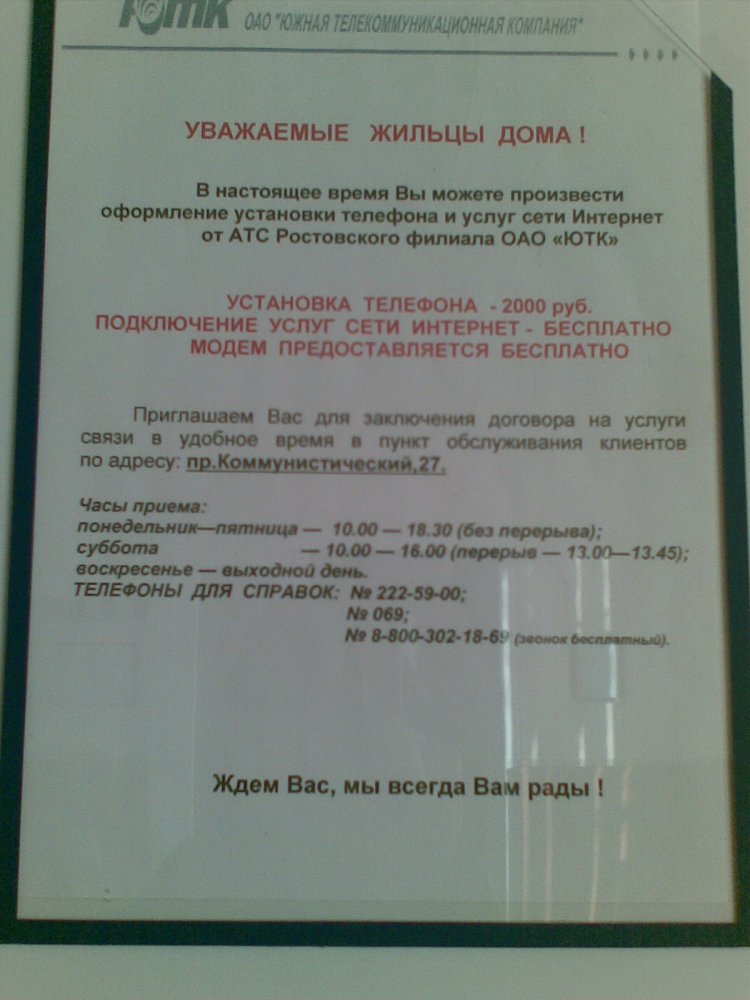 ЮТК ОАО "ЮЖНАЯ ТЕЛЕКОММУНИКАЦИОННАЯ КОМПАНИЯ"
УВАЖАЕМЫЕ ЖИЛЬЦЫ ДОМА !
В настоящее время Вы можете произвести
оформление установки телефона и услуг сети Интернет
от АТС Ростовского филиала ОАО «ЮТК»
УСТАНОВКА ТЕЛЕФОНА - 2000 руб.
ПОДКЛЮЧЕНИЕ УСЛУГ СЕТИ ИНТЕРНЕТ - БЕСПЛАТНО
МОДЕМ ПРЕДОСТАВЛЯЕТСЯ БЕСПЛАТНО
Приглашаем Вас для заключения договора на услуги
связи в удобное время в пункт обслуживания клиентов
по адресу: пр.Коммунистический,27.
Часы приема:
понедельник—пятница — 10.00 — 18.30 (без перерыва);
суббота — 10.00 — 16.00 (перерыв — 13.00—13.45);
воскресенье — выходной день.
ТЕЛЕФОНЫ ДЛЯ СПРАВОК: № 222-59-00;
№ 069;
№ 8-800-302-18-69 (звонок бесплатный).
Ждем Вас, мы всегда Вам рады !